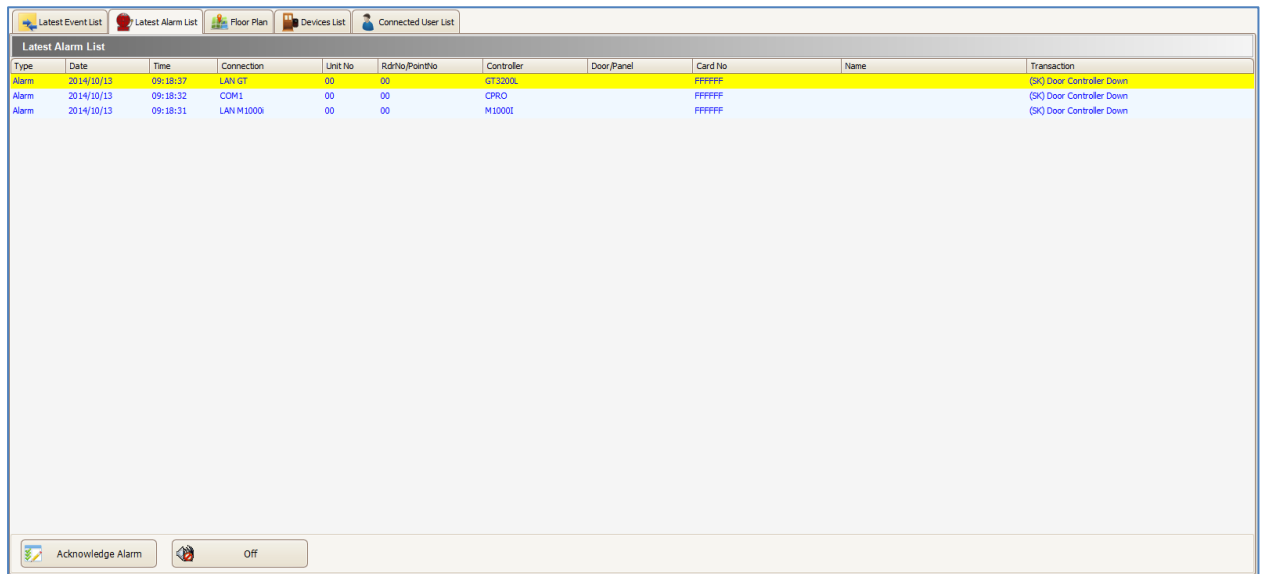 Latest Event List Latest Alarm List Floor Plan Devices List Connected User List
Latest Alarm List
Type Date Time Connection Unit No RdrNo/PointNo Controller Door/Panel Card No Name Transaction
Alarm 2014/10/13 09:18:37 LAN GT 00 00 GT3200L FFFFFF (SK) Door Controller Down
Alarm 2014/10/13 09:18:32 COM1 00 00 CPRO FFFFFF (SK) Door Controller Down
Alarm 2014/10/13 09:18:31 LAN M1000i 00 00 M1000I FFFFFF (SK) Door Controller Down
Acknowledge Alarm Off